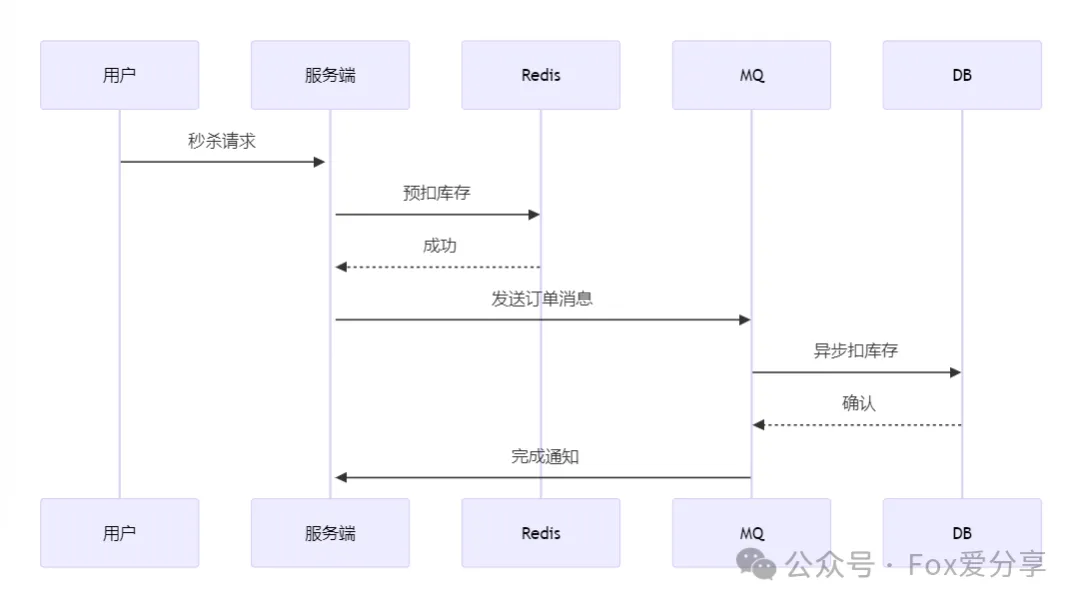 用户
服务端
Redis
MQ
DB
秒杀请求
预扣库存
成功
发送订单消息
异步扣库存
确认
完成通知
用户
服务端
Redis
MQ
DB
公众号 · Fox爱分享